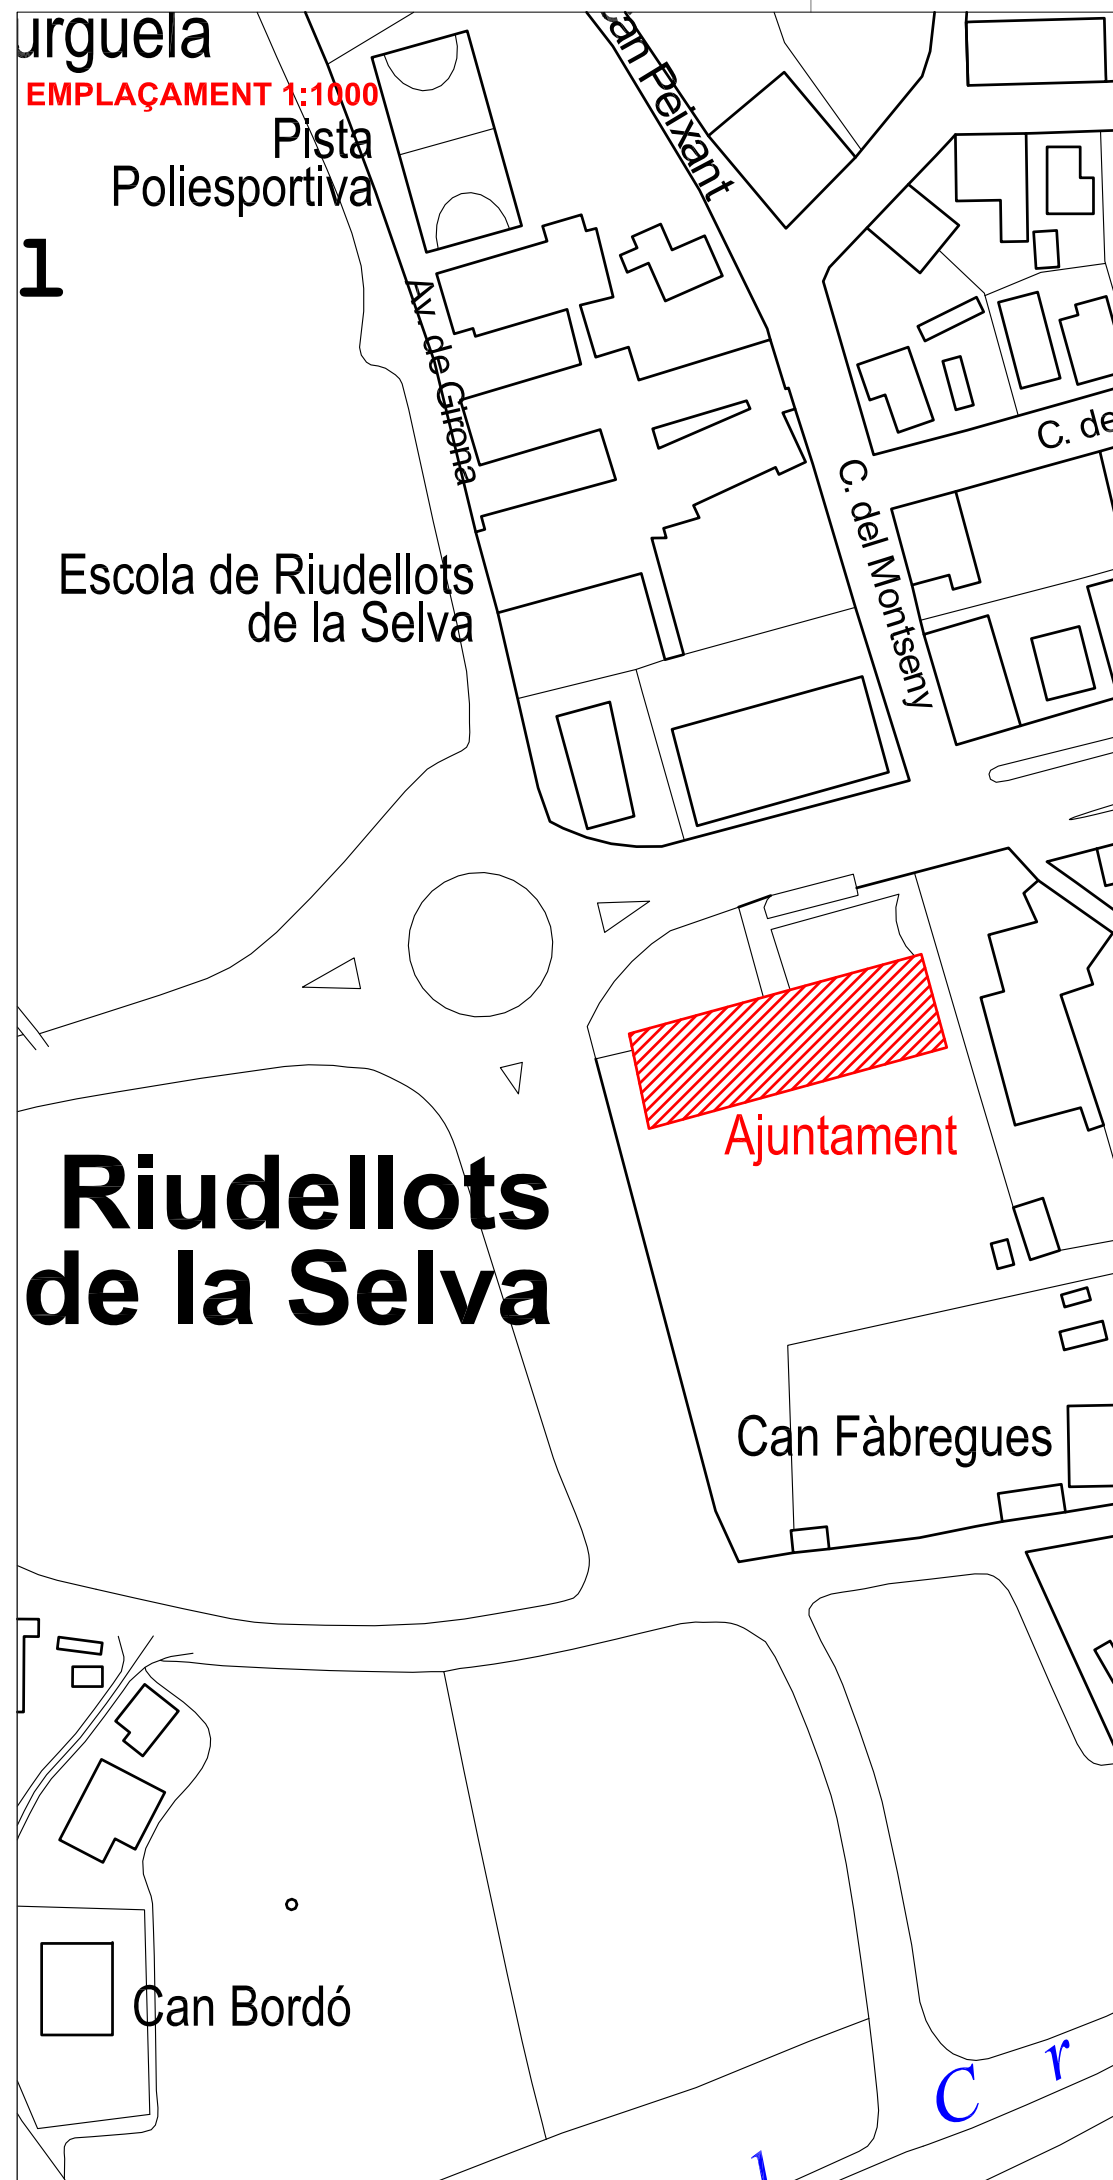 urguela
EMPLAÇAMENT 1:1000
Pista
Poliesportiva
1
Can Peixant
Av. de Girona
C. de
C. del Montseny
Escola de Riudellots
de la Selva
Ajuntament
Riudellots
de la Selva
Can Fàbregues
Can Bordó
C r
l